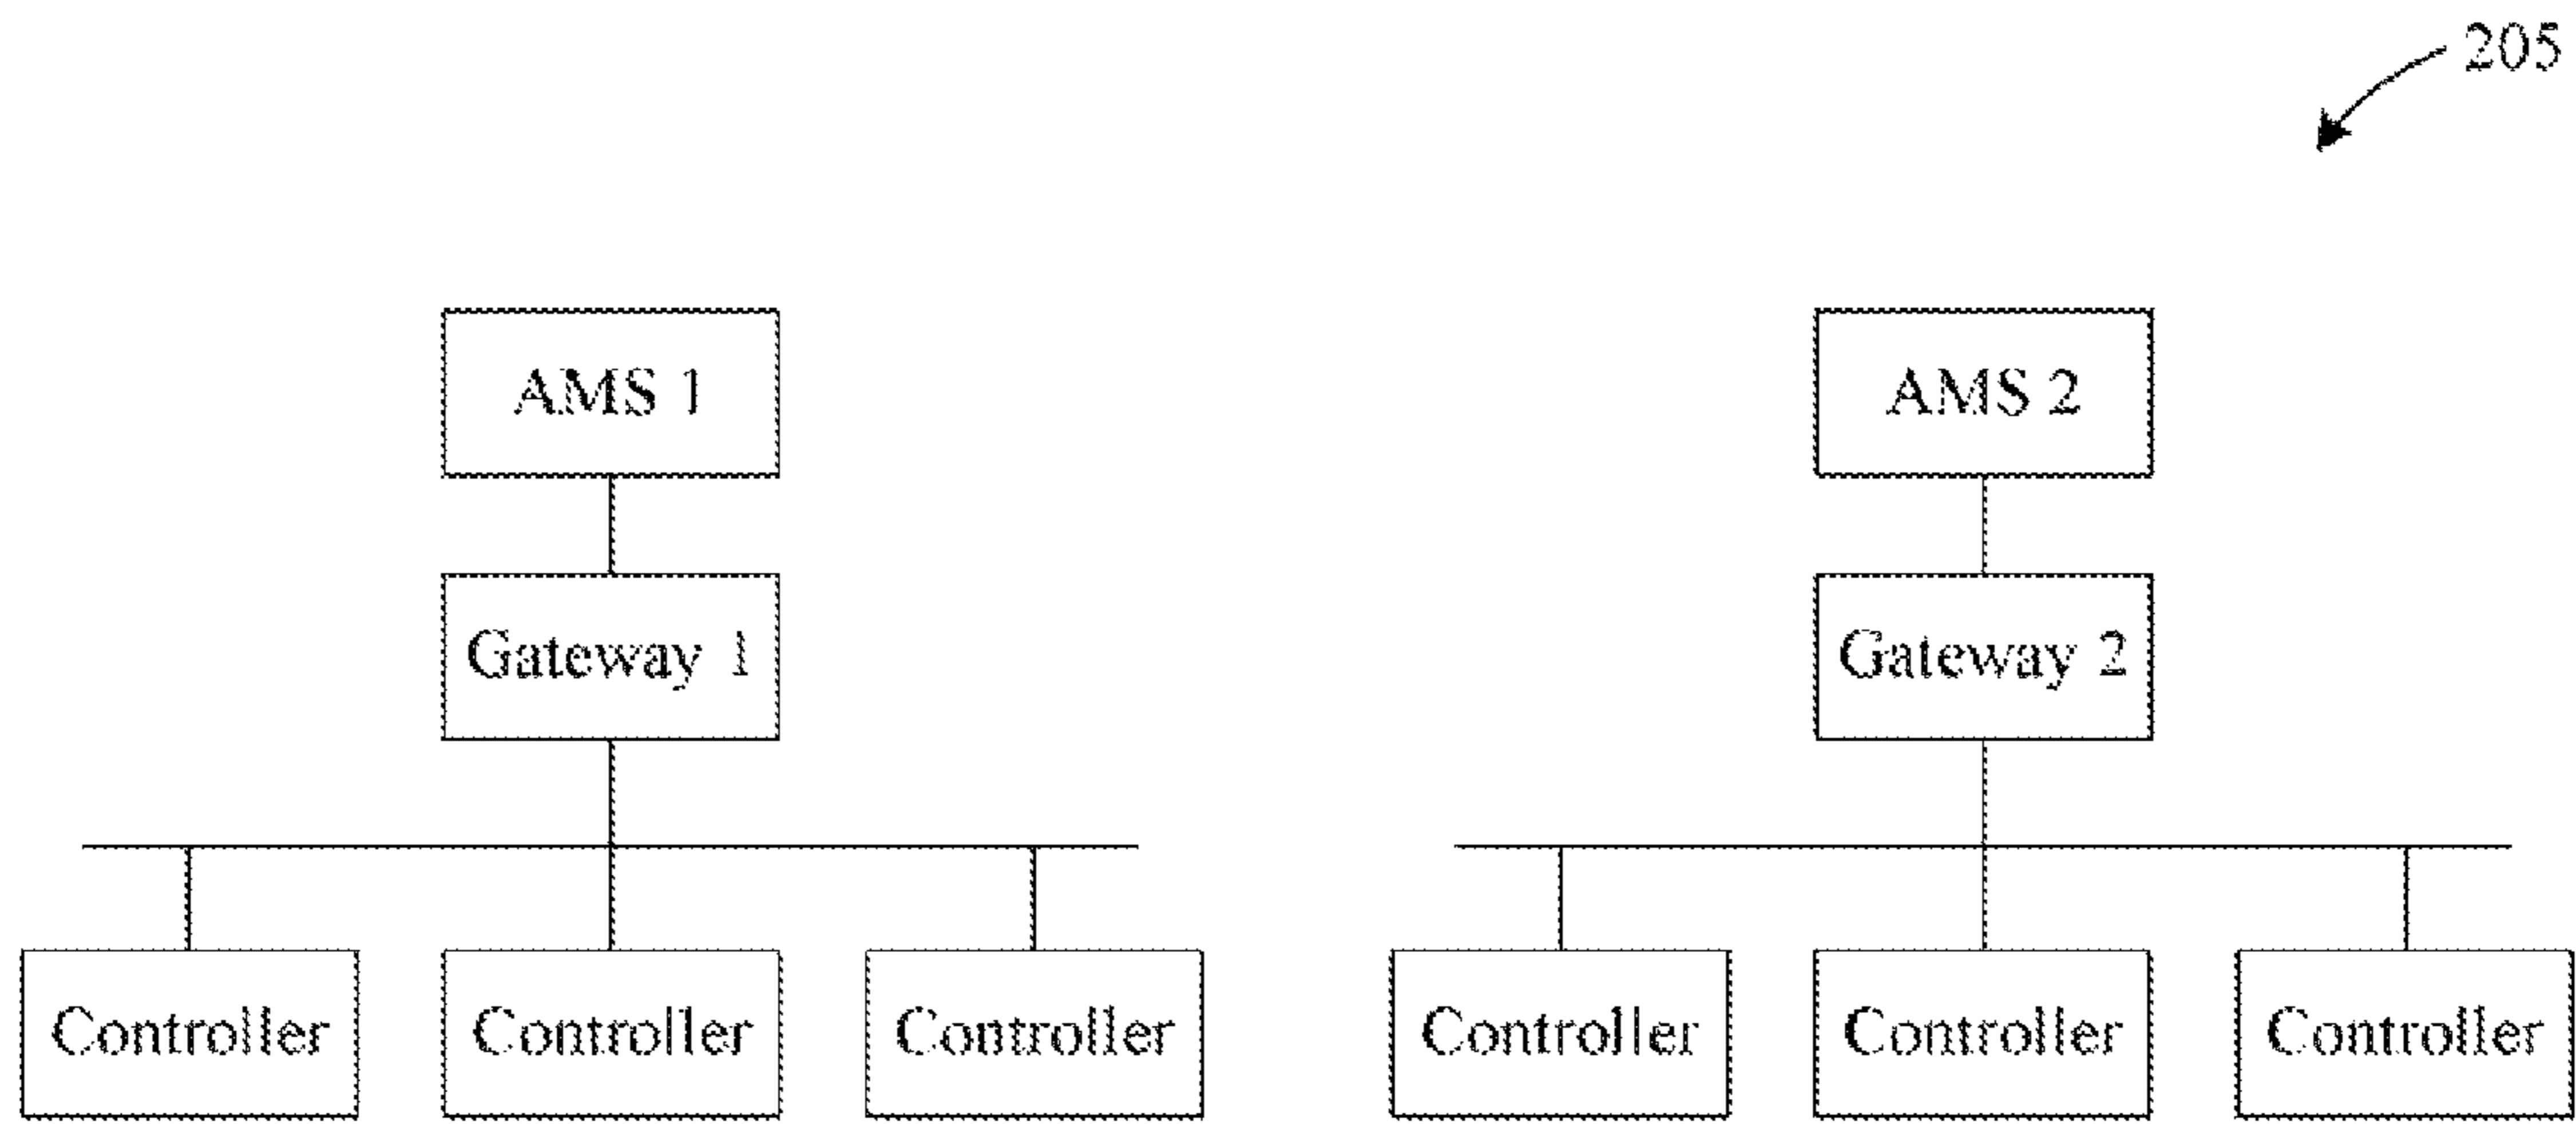 205
AMS 1
AMS 2
Gateway 1
Gateway 2
Controller
Controller
Controller
Controller
Controller
Controller